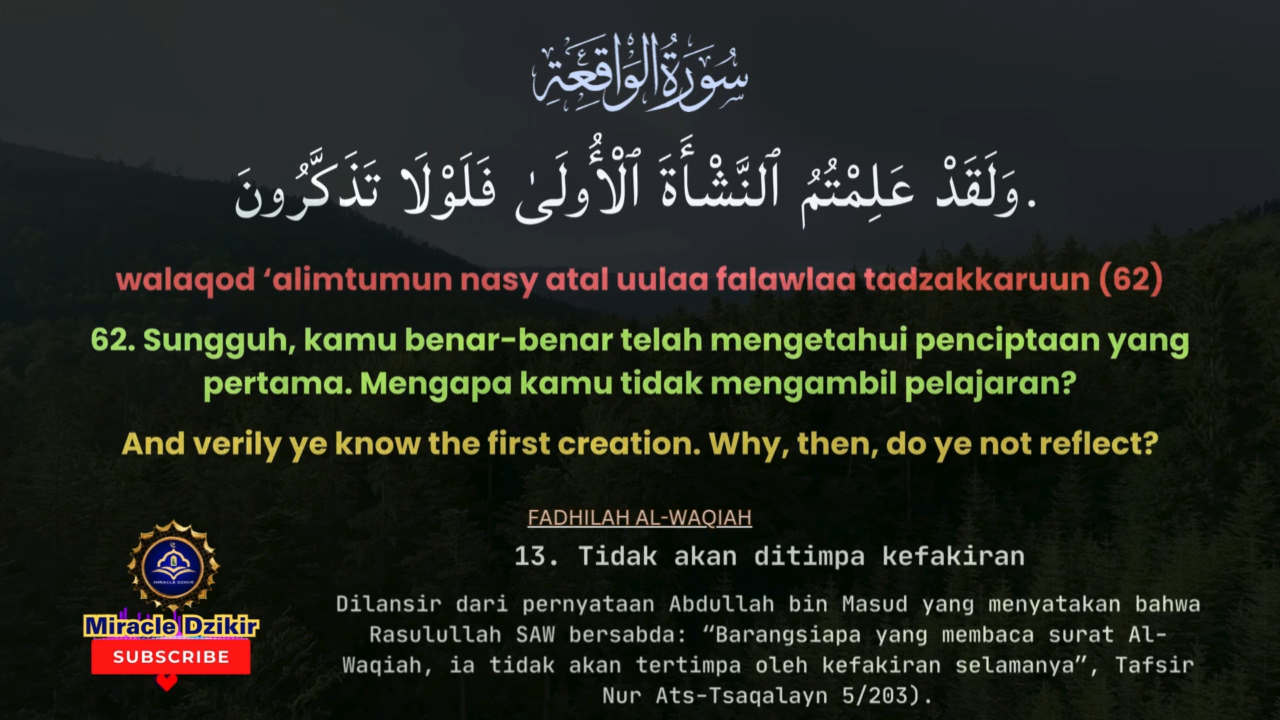 سُورَةُ الْوَاقِعَةِ
وَلَقَدْ عَلِمْتُمُ ٱلنَّشْأَةَ ٱلْأُولَىٰ فَلَوْلَا تَذَكَّرُونَ.
walaqod ‘alimtumun nasy atal uulaa falawlaa tadzakkaruun (62)
62. Sungguh, kamu benar-benar telah mengetahui penciptaan yang
pertama. Mengapa kamu tidak mengambil pelajaran?
And verily ye know the first creation. Why, then, do ye not reflect?
FADHILAH AL-WAQIAH
13. Tidak akan ditimpa kefakiran
Dilansir dari pernyataan Abdullah bin Masud yang menyatakan bahwa
Rasulullah SAW bersabda: “Barangsiapa yang membaca surat Al-
Waqiah, ia tidak akan tertimpa oleh kefakiran selamanya”, Tafsir
Nur Ats-Tsaqalayn 5/203).
MIRACLE DZIKIR
Miracle Dzikir
SUBSCRIBE